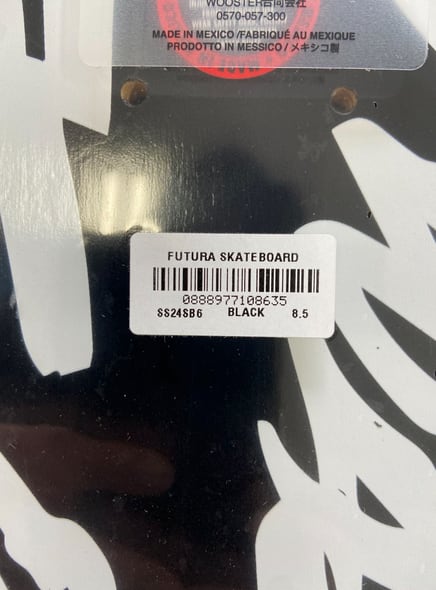 WOOSTER合同会社
0570-057-300
MADE IN MEXICO /FABRIQUÉ AU MEXIQUE
PRODOTTO IN MESSICO / メキシコ製
FUTURA SKATEBOARD
0888977108635
SS24SB6 BLACK 8.5